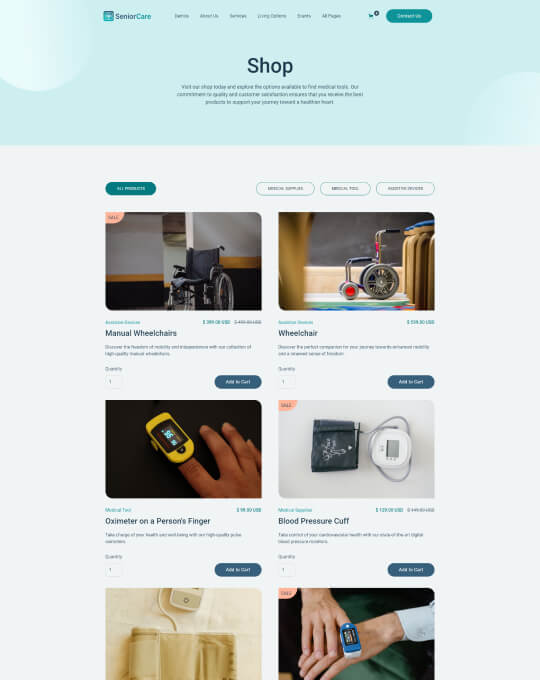 SeniorCare
Demos
About Us
Services
Living Options
Events
All Pages
0
Contact Us
Shop
Visit our shop today and explore the options available to find medical tools. Our
commitment to quality and customer satisfaction ensures that you receive the best
products to support your journey toward a healthier heart.
ALL PRODUCTS
MEDICAL SUPPLIES
MEDICAL TOOL
ASSISTIVE DEVICES
SALE
Assistive Devices
$ 399.00 USD
$ 499.00 USD
Manual Wheelchairs
Discover the freedom of mobility and independence with our collection of
high-quality manual wheelchairs.
Quantity
1
Add to Cart
Assistive Devices
$ 599.00 USD
Wheelchair
Discover the perfect companion for your journey towards enhanced mobility
and a renewed sense of freedom.
Quantity
1
Add to Cart
Medical Tool
$ 99.00 USD
Oximeter on a Person's Finger
Take charge of your health and well-being with our high-quality pulse
oximeters.
Quantity
1
Add to Cart
SALE
Medical Supplies
$ 129.00 USD
$ 149.00 USD
Blood Pressure Cuff
Take control of your cardiovascular health with our state-of-the-art digital
blood pressure monitors.
Quantity
1
Add to Cart
SALE